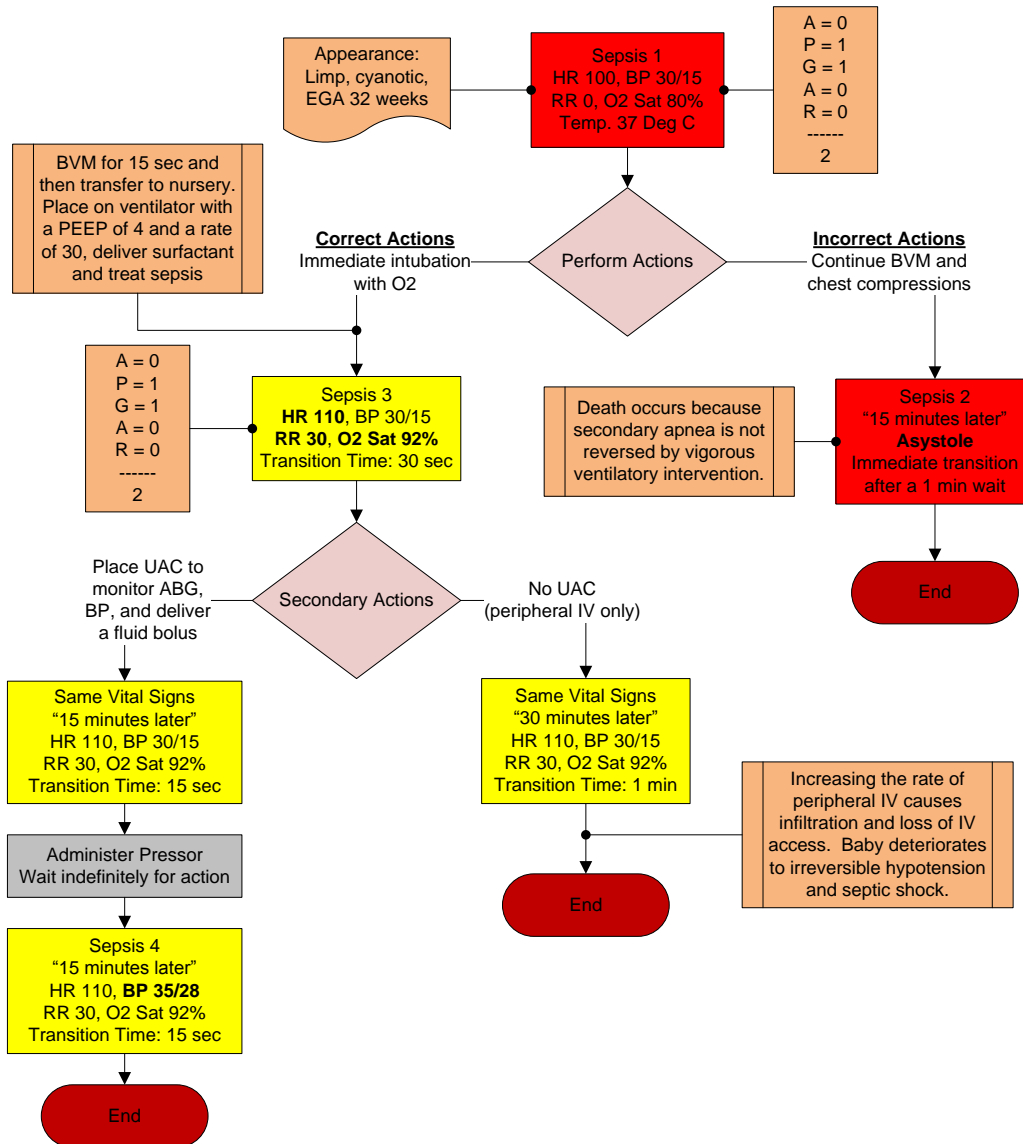 Appearance:
Limp, cyanotic,
EGA 32 weeks
Sepsis 1
HR 100, BP 30/15
RR 0, O2 Sat 80%
Temp. 37 Deg C
A = 0
P = 1
G = 1
A = 0
R = 0
------
2
BVM for 15 sec and
then transfer to nursery.
Place on ventilator with
a PEEP of 4 and a rate
of 30, deliver surfactant
and treat sepsis
Correct Actions
Immediate intubation
with O2
Perform Actions
Incorrect Actions
Continue BVM and
chest compressions
A = 0
P = 1
G = 1
A = 0
R = 0
------
2
Sepsis 3
HR 110, BP 30/15
RR 30, O2 Sat 92%
Transition Time: 30 sec
Death occurs because
secondary apnea is not
reversed by vigorous
ventilatory intervention.
Sepsis 2
“15 minutes later”
Asystole
Immediate transition
after a 1 min wait
End
Place UAC to
monitor ABG,
BP, and deliver
a fluid bolus
Secondary Actions
No UAC
(peripheral IV only)
Same Vital Signs
“15 minutes later”
HR 110, BP 30/15
RR 30, O2 Sat 92%
Transition Time: 15 sec
Same Vital Signs
“30 minutes later”
HR 110, BP 30/15
RR 30, O2 Sat 92%
Transition Time: 1 min
Increasing the rate of
peripheral IV causes
infiltration and loss of IV
access.  Baby deteriorates
to irreversible hypotension
and septic shock.
Administer Pressor
Wait indefinitely for action
End
Sepsis 4
“15 minutes later”
HR 110, BP 35/28
RR 30, O2 Sat 92%
Transition Time: 15 sec
End